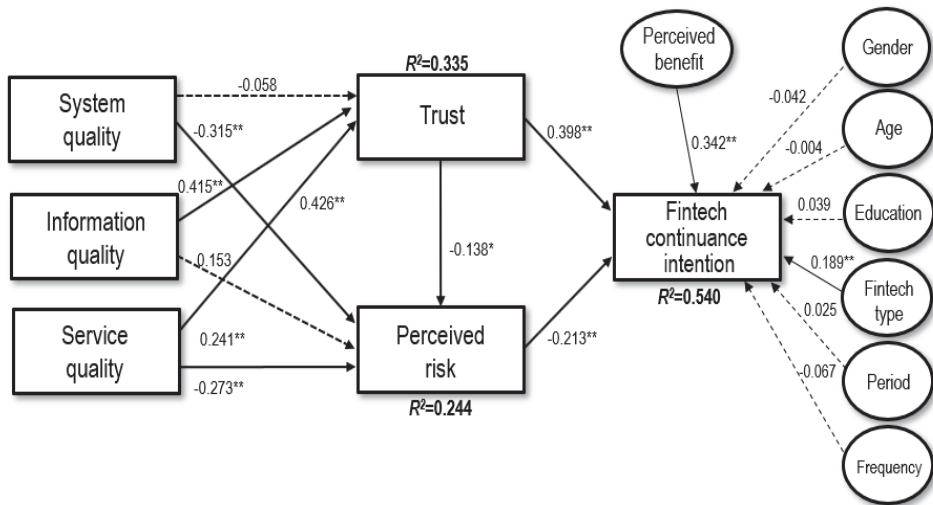 Perceived
benefit
Gender
R²=0.335
System
quality
-0.058
Trust
-0.042
Age
-0.315**
0.398**
0.342**
-0.004
0.415**
0.426**
Information
quality
Fintech
continuance
intention
0.039
Education
-0.138*
0.153
0.189**
R²=0.540
Fintech
type
0.025
Service
quality
0.241**
Perceived
risk
-0.213**
-0.067
Period
-0.273**
R²=0.244
Frequency